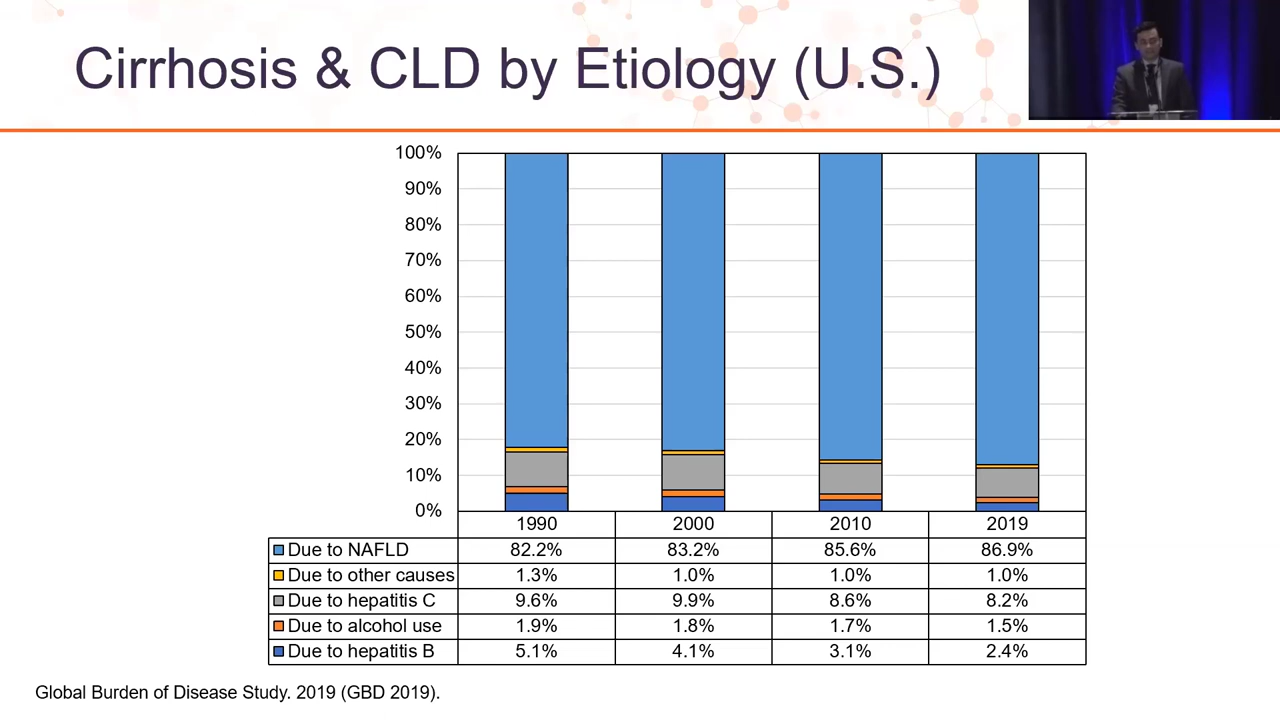 Cirrhosis & CLD by Etiology (U.S.)
100%
90%
80%
70%
60%
50%
40%
30%
20%
10%
0%
1990 2000 2010 2019
Due to NAFLD 82.2% 83.2% 85.6% 86.9%
Due to other causes 1.3% 1.0% 1.0% 1.0%
Due to hepatitis C 9.6% 9.9% 8.6% 8.2%
Due to alcohol use 1.9% 1.8% 1.7% 1.5%
Due to hepatitis B 5.1% 4.1% 3.1% 2.4%
Global Burden of Disease Study. 2019 (GBD 2019).